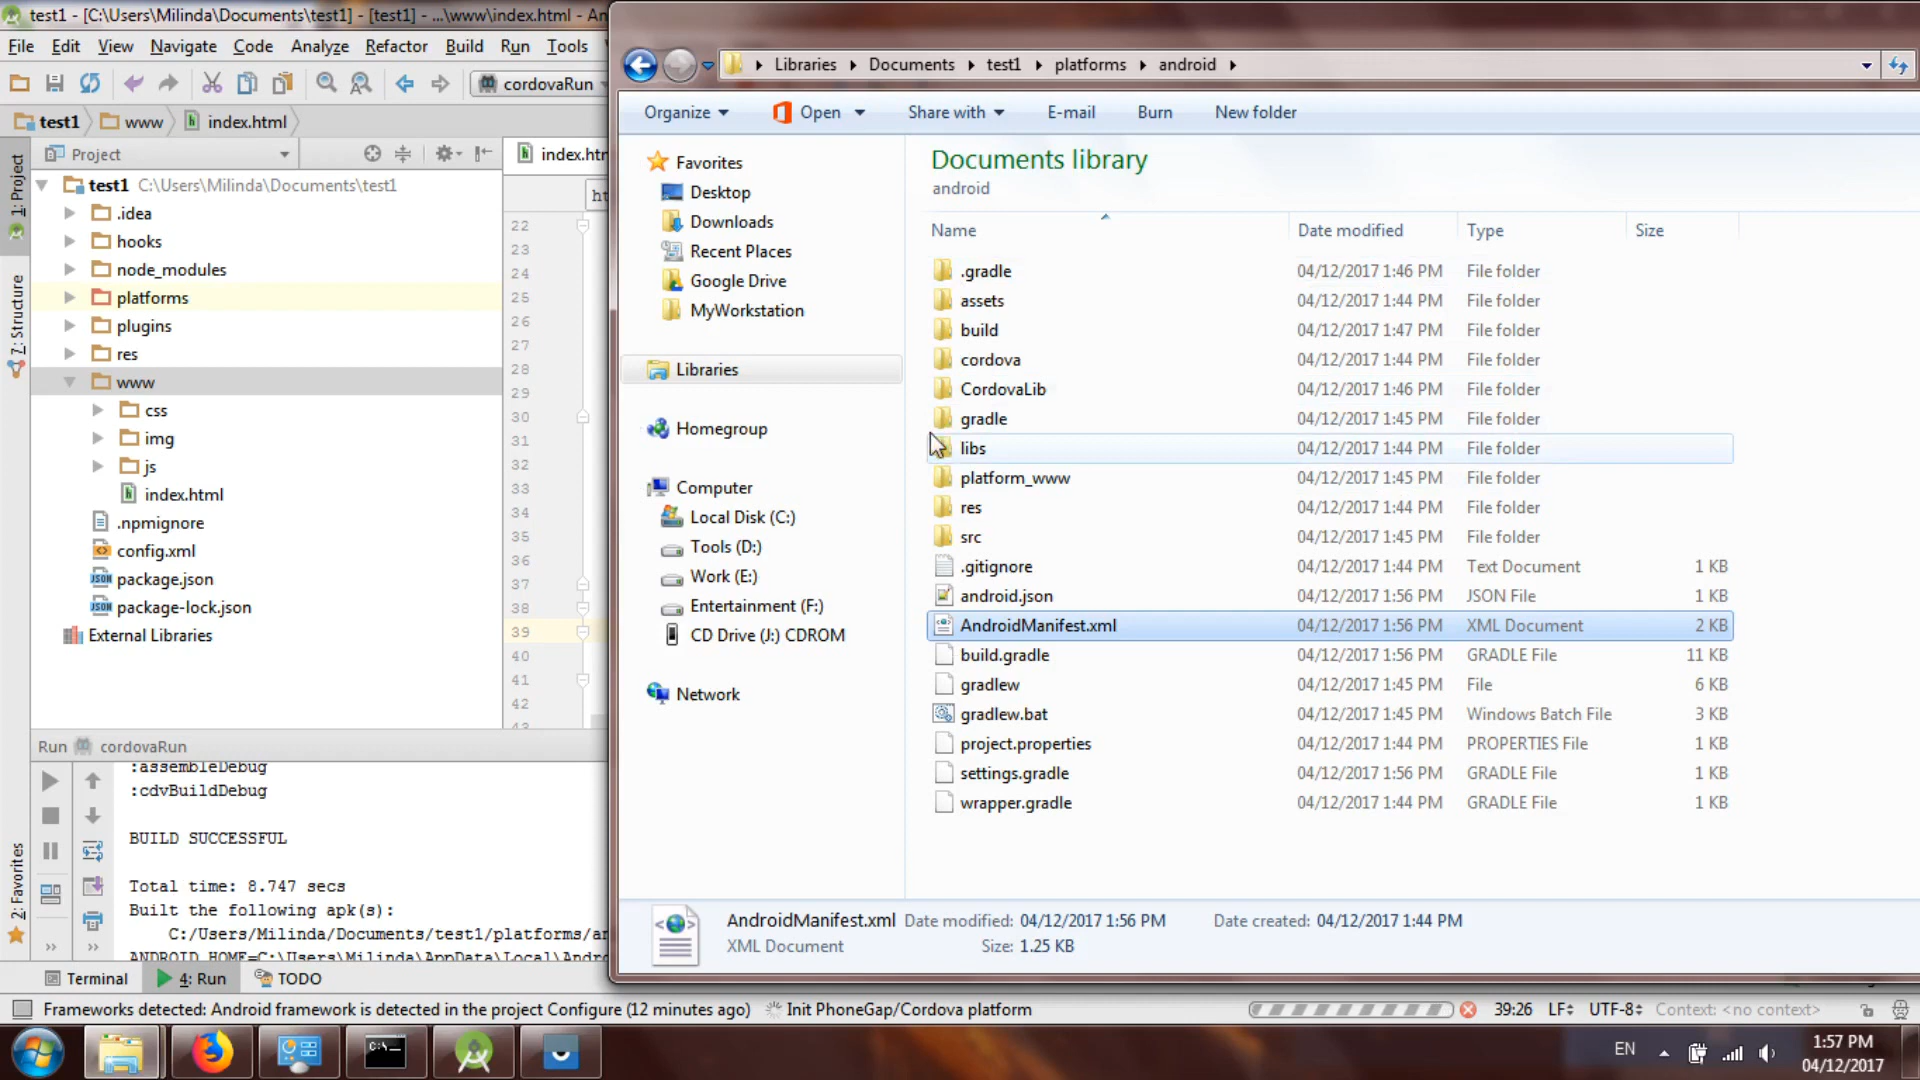 test1 - [C:\Users\Milinda\Documents\test1] - [test1] - ...\www\index.html - An
File Edit View Navigate Code Analyze Refactor Build Run Tools
cordovaRun
test1 www index.html
Project
index.htm
1: Project
7: Structure
2: Favorites
test1 C:\Users\Milinda\Documents\test1
.idea
hooks
node_modules
platforms
plugins
res
www
css
img
js
index.html
.npmignore
config.xml
package.json
package-lock.json
External Libraries
22
23
24
25
26
27
28
29
30
31
32
33
34
35
36
37
38
39
40
41
42
Run cordovaRun
:assembleDebug
:cdvBuildDebug
BUILD SUCCESSFUL
Total time: 8.747 secs
Built the following apk(s):
C:/Users/Milinda/Documents/test1/platforms/an
ANDROID_HOME=C:\Users\Milinda\AppData\Local\Andro
Terminal 4: Run TODO
Frameworks detected: Android framework is detected in the project Configure (12 minutes ago) Init PhoneGap/Cordova platform 39:26 LF UTF-8 Context: <no context>
Libraries Documents test1 platforms android
Organize Open Share with E-mail Burn New folder
Favorites
Desktop
Downloads
Recent Places
Google Drive
MyWorkstation
Libraries
Homegroup
Computer
Local Disk (C:)
Tools (D:)
Work (E:)
Entertainment (F:)
CD Drive (J:) CDROM
Network
Documents library
android
Name Date modified Type Size
.gradle 04/12/2017 1:46 PM File folder
assets 04/12/2017 1:44 PM File folder
build 04/12/2017 1:47 PM File folder
cordova 04/12/2017 1:44 PM File folder
CordovaLib 04/12/2017 1:46 PM File folder
gradle 04/12/2017 1:45 PM File folder
libs 04/12/2017 1:44 PM File folder
platform_www 04/12/2017 1:45 PM File folder
res 04/12/2017 1:44 PM File folder
src 04/12/2017 1:44 PM File folder
.gitignore 04/12/2017 1:44 PM Text Document 1 KB
android.json 04/12/2017 1:56 PM JSON File 1 KB
AndroidManifest.xml 04/12/2017 1:56 PM XML Document 2 KB
build.gradle 04/12/2017 1:56 PM GRADLE File 11 KB
gradlew 04/12/2017 1:45 PM File 6 KB
gradlew.bat 04/12/2017 1:45 PM Windows Batch File 3 KB
project.properties 04/12/2017 1:44 PM PROPERTIES File 1 KB
settings.gradle 04/12/2017 1:56 PM GRADLE File 1 KB
wrapper.gradle 04/12/2017 1:44 PM GRADLE File 1 KB
AndroidManifest.xml Date modified: 04/12/2017 1:56 PM Date created: 04/12/2017 1:44 PM
XML Document Size: 1.25 KB
EN
1:57 PM
04/12/2017